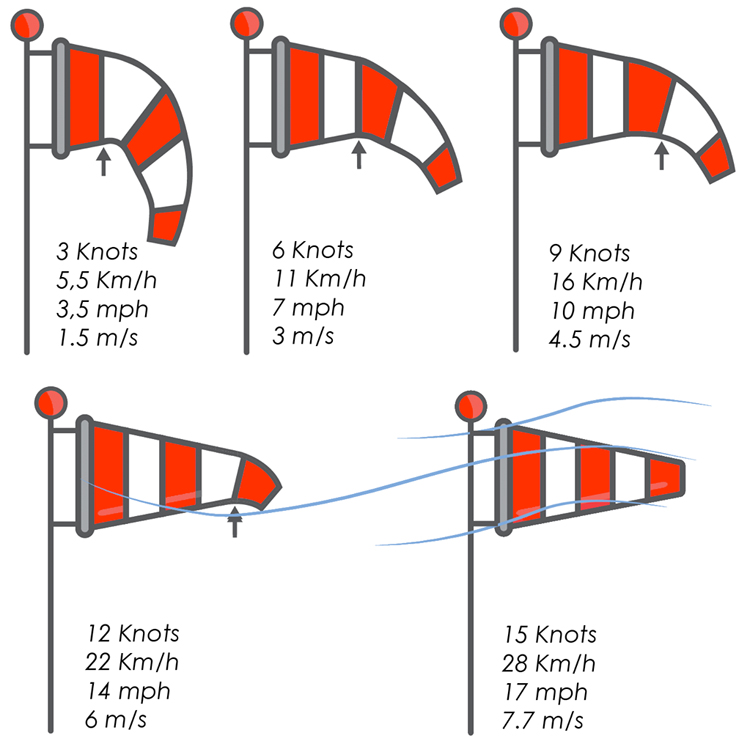 3 Knots
5,5 Km/h
3,5 mph
1.5 m/s
6 Knots
11 Km/h
7 mph
3 m/s
9 Knots
16 Km/h
10 mph
4.5 m/s
12 Knots
22 Km/h
14 mph
6 m/s
15 Knots
28 Km/h
17 mph
7.7 m/s